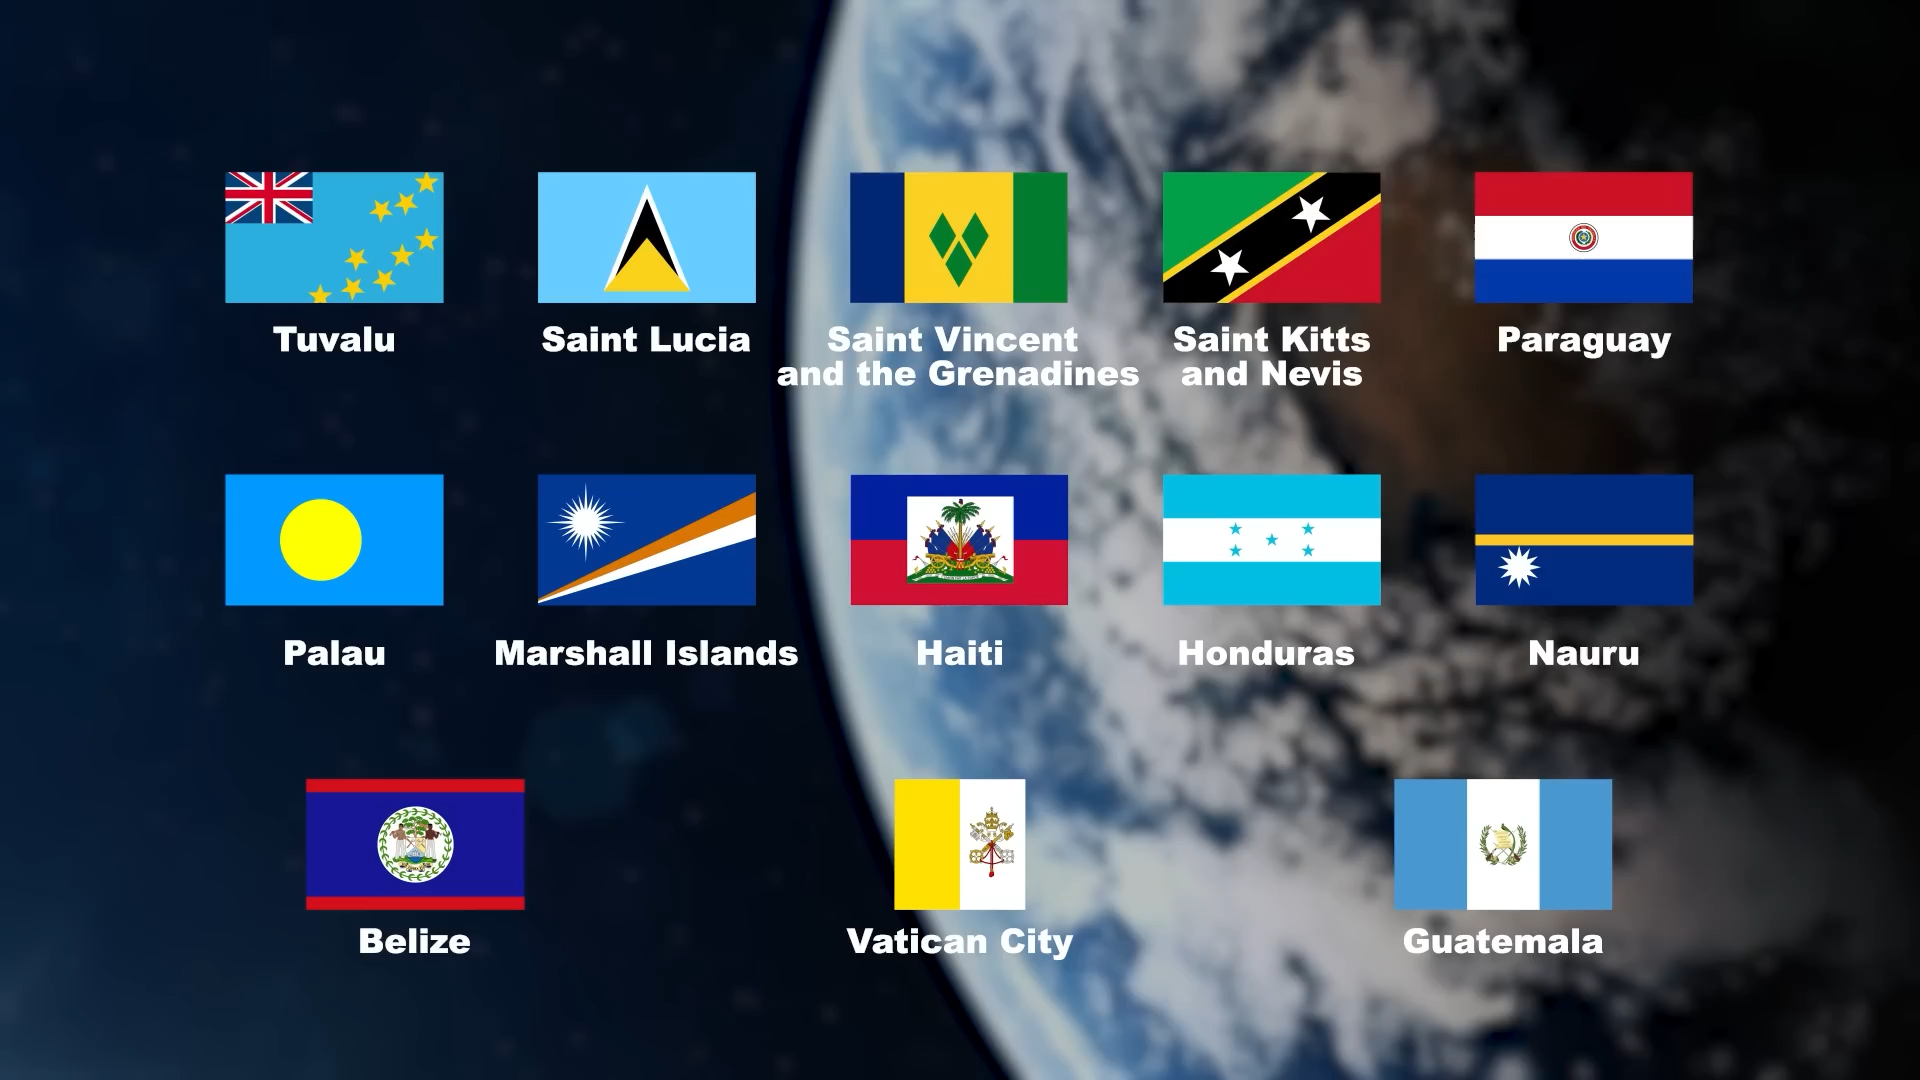 Tuvalu
Saint Lucia
Saint Vincent
and the Grenadines
Saint Kitts
and Nevis
Paraguay
Palau
Marshall Islands
Haiti
Honduras
Nauru
Belize
Vatican City
Guatemala